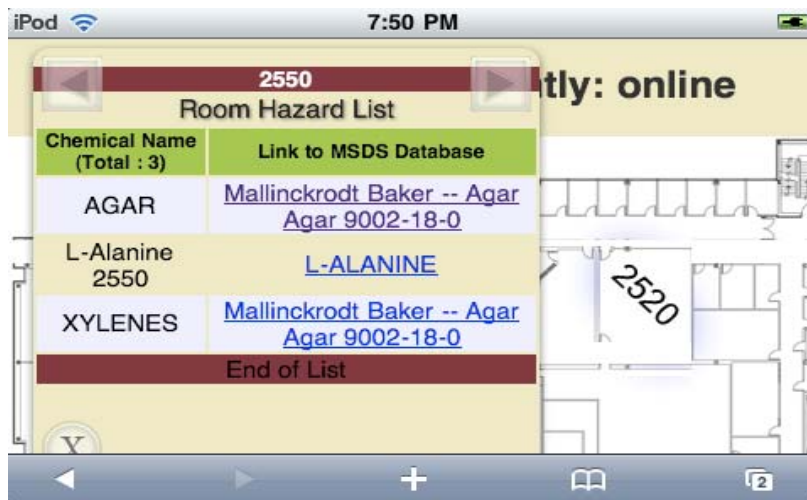 iPod 7:50 PM
2550
tly: online
Room Hazard List
Chemical Name
(Total : 3)
Link to MSDS Database
AGAR
Mallinckrodt Baker -- Agar
Agar 9002-18-0
L-Alanine
2550
L-ALANINE
XYLENES
Mallinckrodt Baker -- Agar
Agar 9002-18-0
End of List
2520
X
2